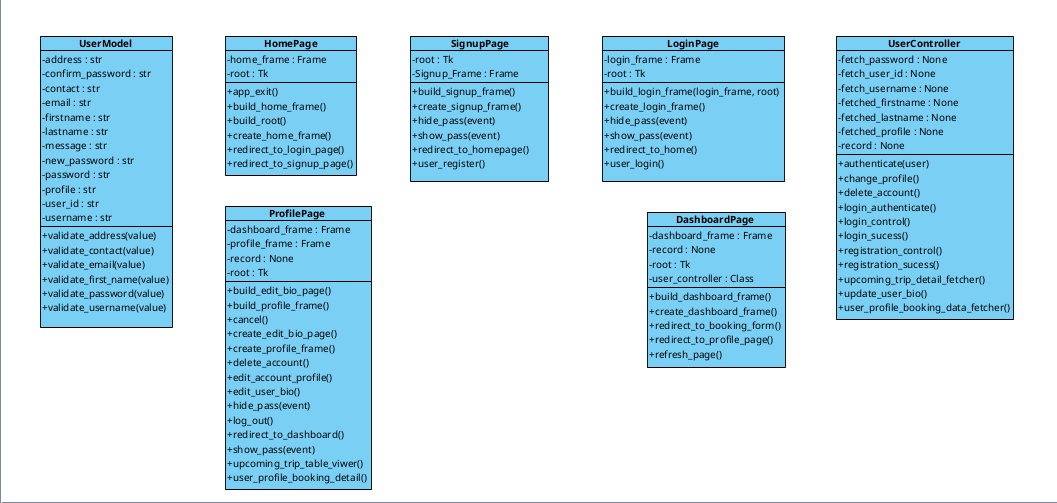 UserModel
-address : str
-confirm_password : str
-contact : str
-email : str
-firstname : str
-lastname : str
-message : str
-new_password : str
-password : str
-profile : str
-user_id : str
-username : str
+validate_address(value)
+validate_contact(value)
+validate_email(value)
+validate_first_name(value)
+validate_password(value)
+validate_username(value)
HomePage
-home_frame : Frame
-root : Tk
+app_exit()
+build_home_frame()
+build_root()
+create_home_frame()
+redirect_to_login_page()
+redirect_to_signup_page()
SignupPage
-root : Tk
-Signup_Frame : Frame
+build_signup_frame()
+create_signup_frame()
+hide_pass(event)
+show_pass(event)
+redirect_to_homepage()
+user_register()
LoginPage
-login_frame : Frame
-root : Tk
+build_login_frame(login_frame, root)
+create_login_frame()
+hide_pass(event)
+show_pass(event)
+redirect_to_home()
+user_login()
UserController
-fetch_password : None
-fetch_user_id : None
-fetch_username : None
-fetched_firstname : None
-fetched_lastname : None
-fetched_profile : None
-record : None
+authenticate(user)
+change_profile()
+delete_account()
+login_authenticate()
+login_control()
+login_sucess()
+registration_control()
+registration_sucess()
+upcoming_trip_detail_fetcher()
+update_user_bio()
+user_profile_booking_data_fetcher()
ProfilePage
-dashboard_frame : Frame
-profile_frame : Frame
-record : None
-root : Tk
+build_edit_bio_page()
+build_profile_frame()
+cancel()
+create_edit_bio_page()
+create_profile_frame()
+delete_account()
+edit_account_profile()
+edit_user_bio()
+hide_pass(event)
+log_out()
+redirect_to_dashboard()
+show_pass(event)
+upcoming_trip_table_viwer()
+user_profile_booking_detail()
DashboardPage
-dashboard_frame : Frame
-record : None
-root : Tk
-user_controller : Class
+build_dashboard_frame()
+create_dashboard_frame()
+redirect_to_booking_form()
+redirect_to_profile_page()
+refresh_page()